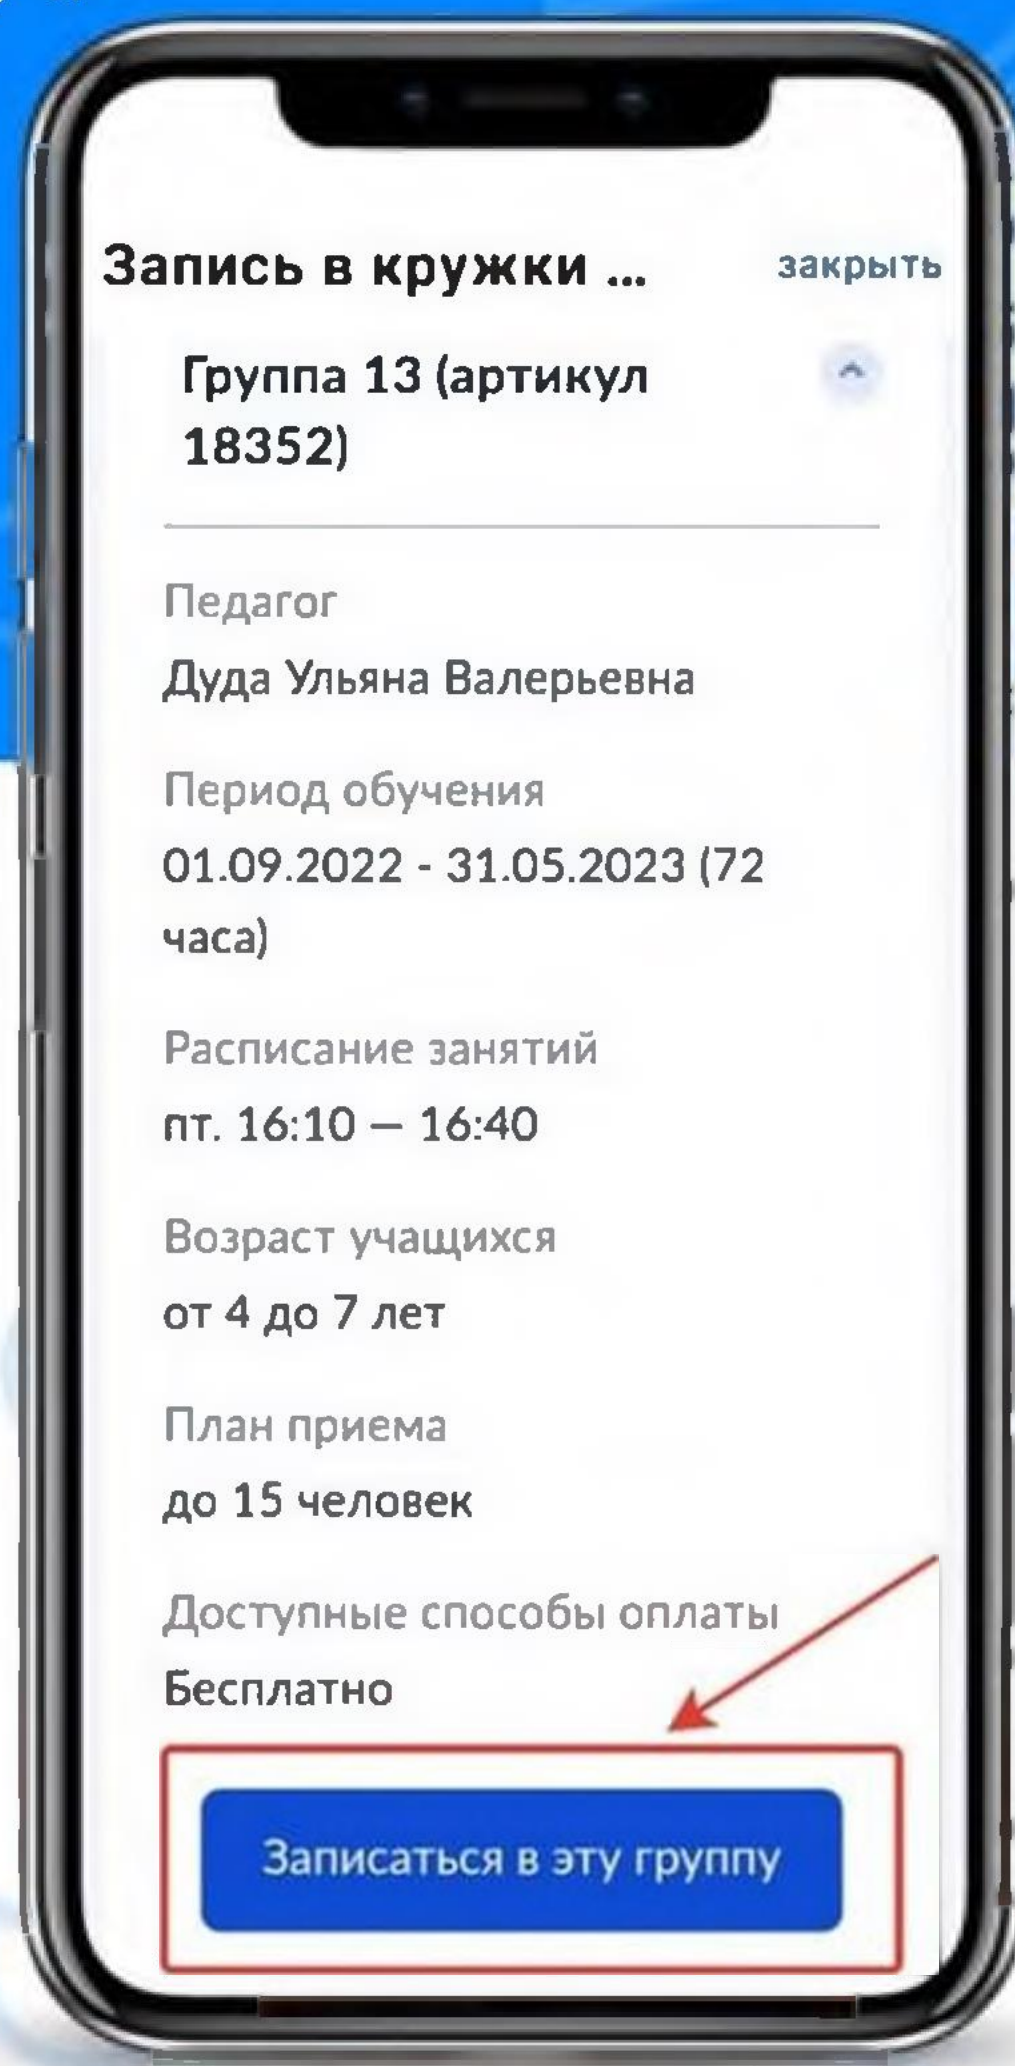 Запись в кружки ... закрыть
Группа 13 (артикул
18352)
Педагог
Дуда Ульяна Валерьевна
Период обучения
01.09.2022 - 31.05.2023 (72
часа)
Расписание занятий
пт. 16:10 — 16:40
Возраст учащихся
от 4 до 7 лет
План приема
до 15 человек
Доступные способы оплаты
Бесплатно
Записаться в эту группу